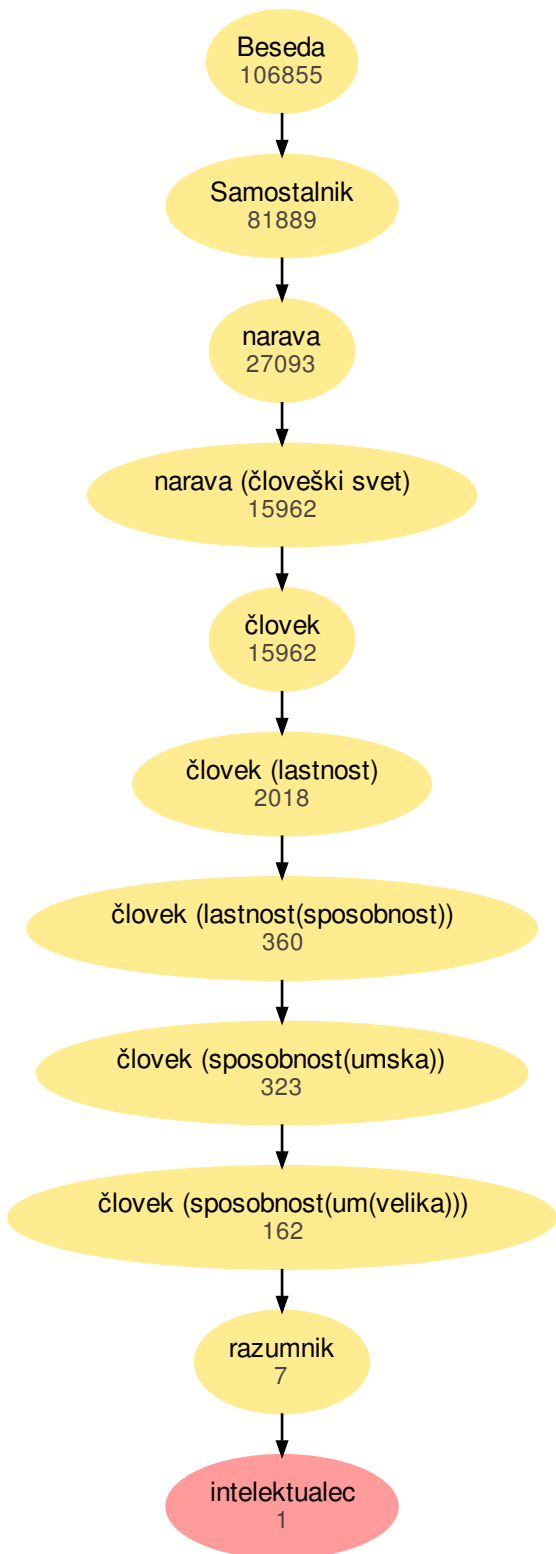 Beseda
106855
Samostalnik
81889
narava
27093
narava (človeški svet)
15962
človek
15962
človek (lastnost)
2018
človek (lastnost(sposobnost))
360
človek (sposobnost(umska))
323
človek (sposobnost(um(velika)))
162
razumnik
7
intelektualec
1